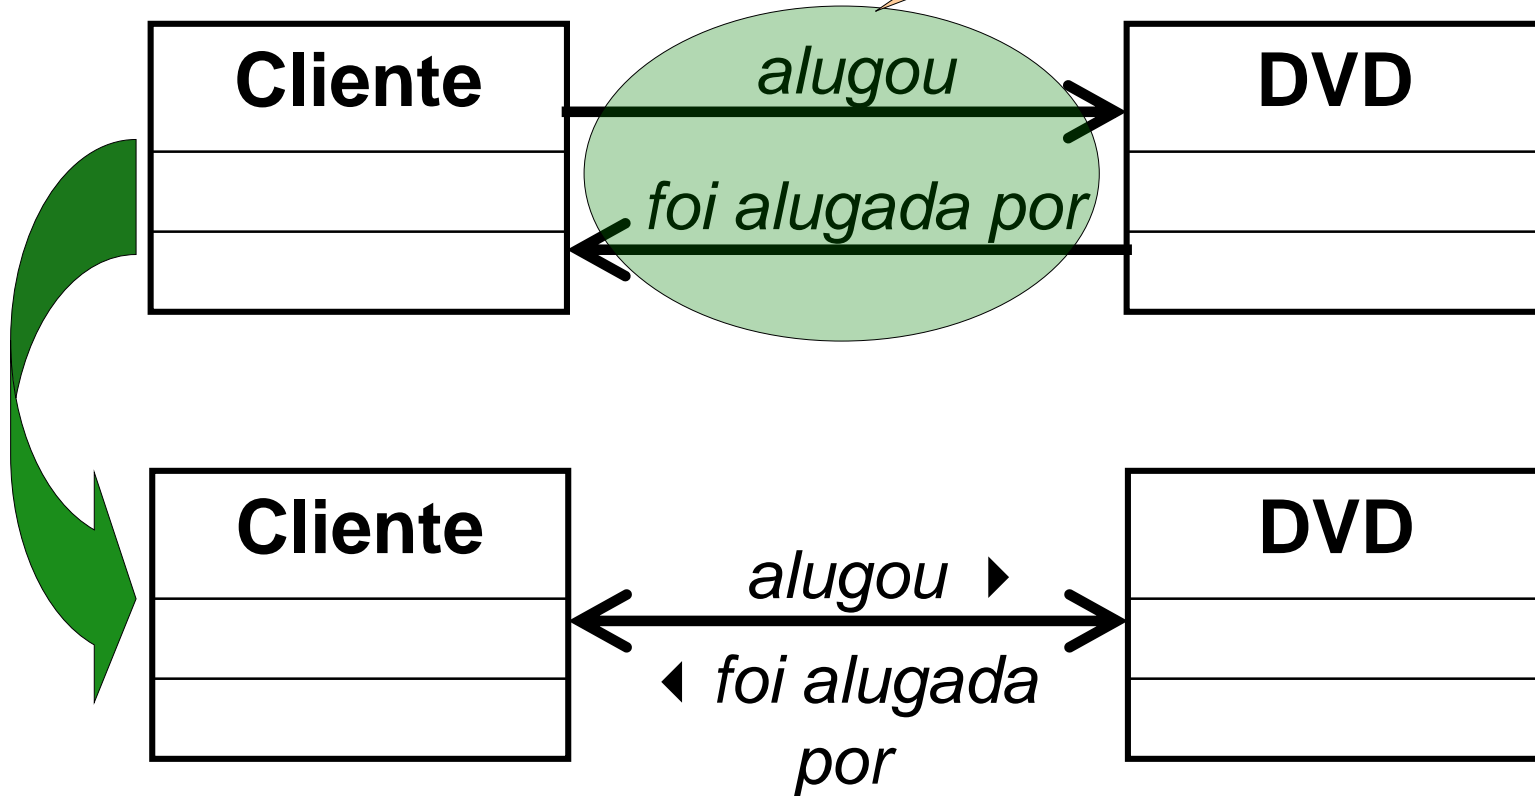 Cliente
alugou
DVD
foi alugada por
Cliente
DVD
alugou
foi alugada
por